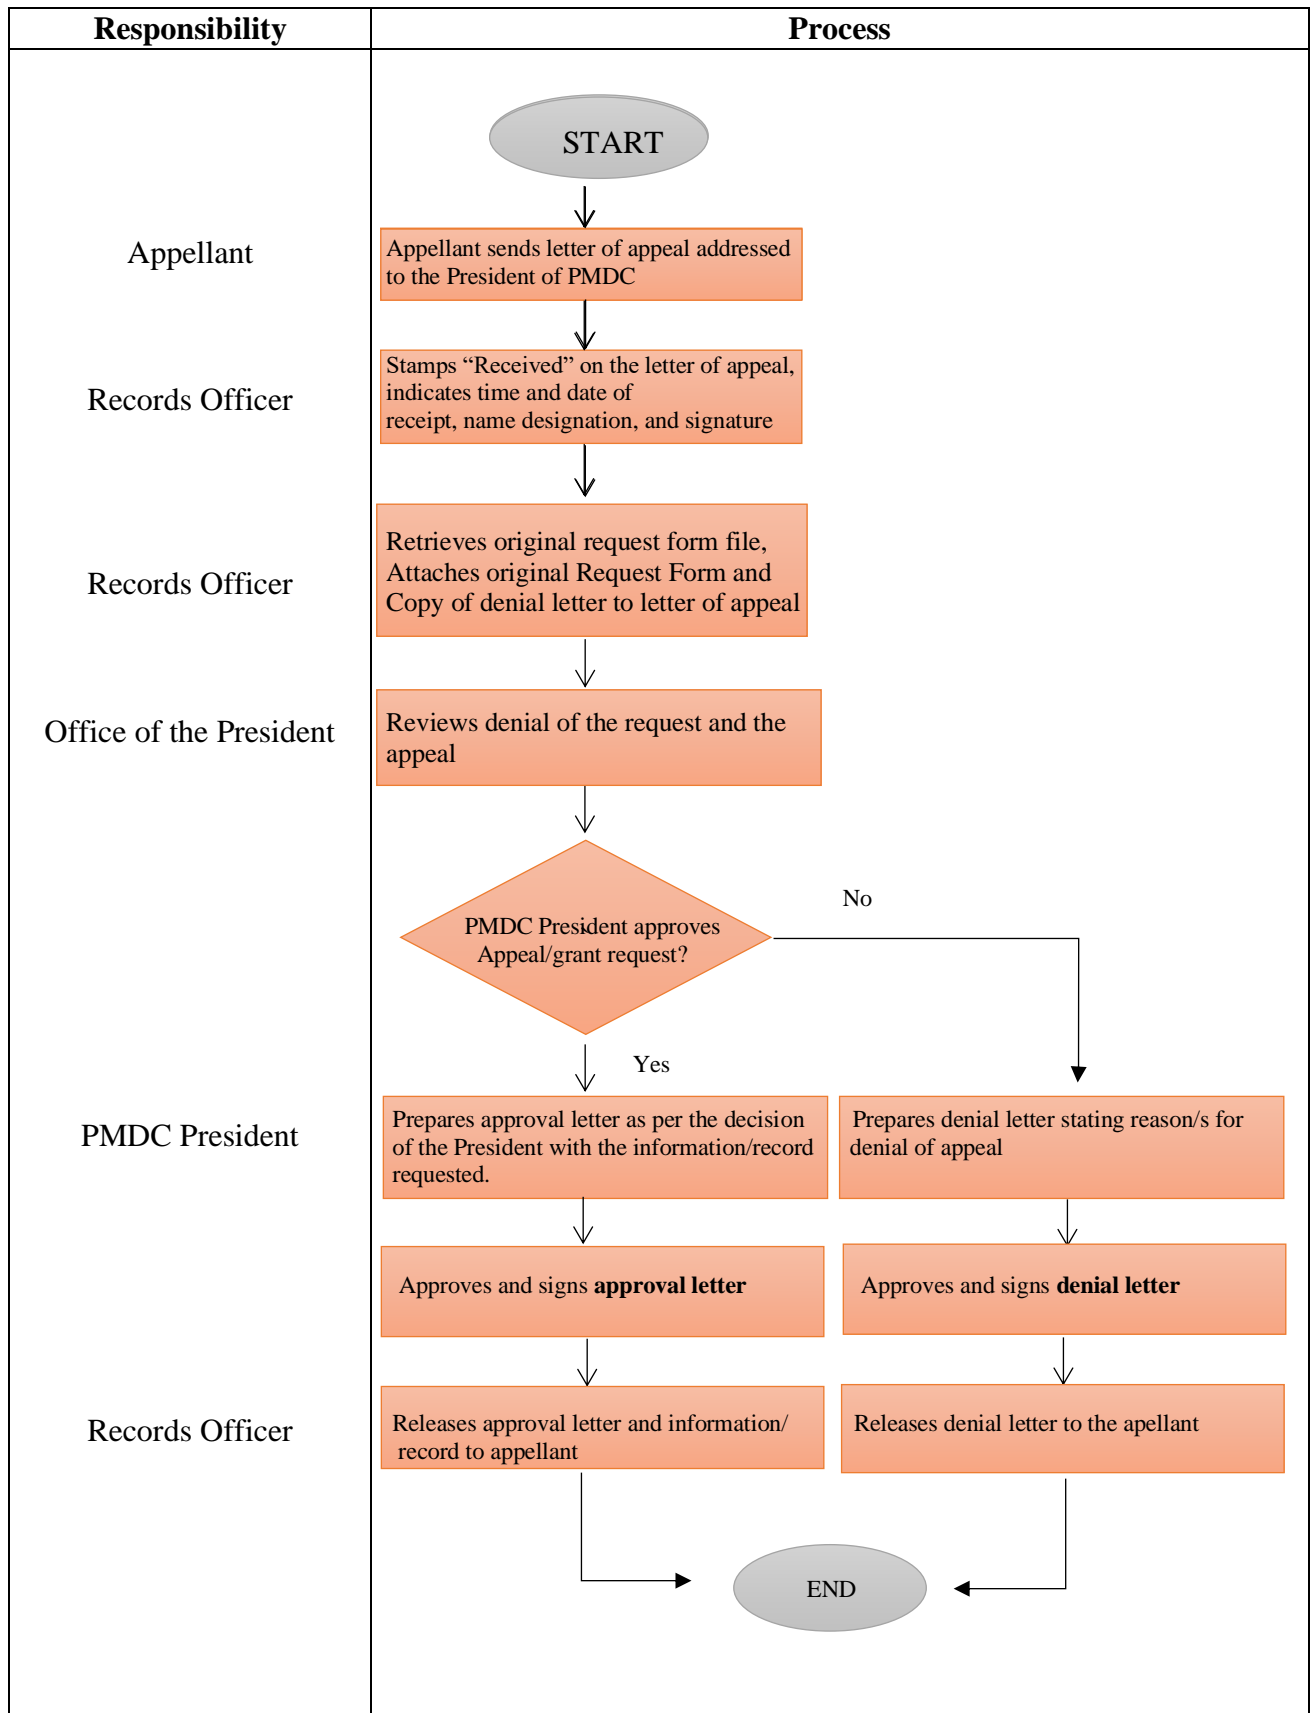 Responsibility
Process
START
Appellant
Appellant sends letter of appeal addressed
to the President of PMDC
Records Officer
Stamps “Received” on the letter of appeal,
indicates time and date of
receipt, name designation, and signature
Records Officer
Retrieves original request form file,
Attaches original Request Form and
Copy of denial letter to letter of appeal
Office of the President
Reviews denial of the request and the
appeal
PMDC President approves
Appeal/grant request?
No
Yes
PMDC President
Prepares approval letter as per the decision
of the President with the information/record
requested.
Prepares denial letter stating reason/s for
denial of appeal
Approves and signs approval letter
Approves and signs denial letter
Records Officer
Releases approval letter and information/
record to appellant
Releases denial letter to the apellant
END